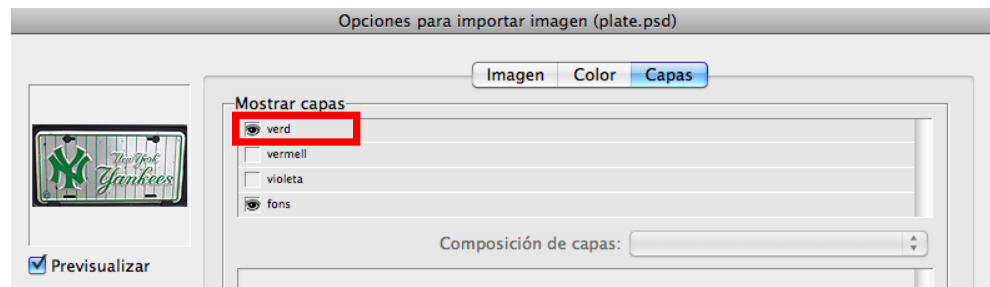 Opciones para importar imagen (plate.psd)
Imagen Color Capas
Mostrar capas
verd
vermell
violeta
fons
New York
Yankees
Composición de capas:
Previsualizar